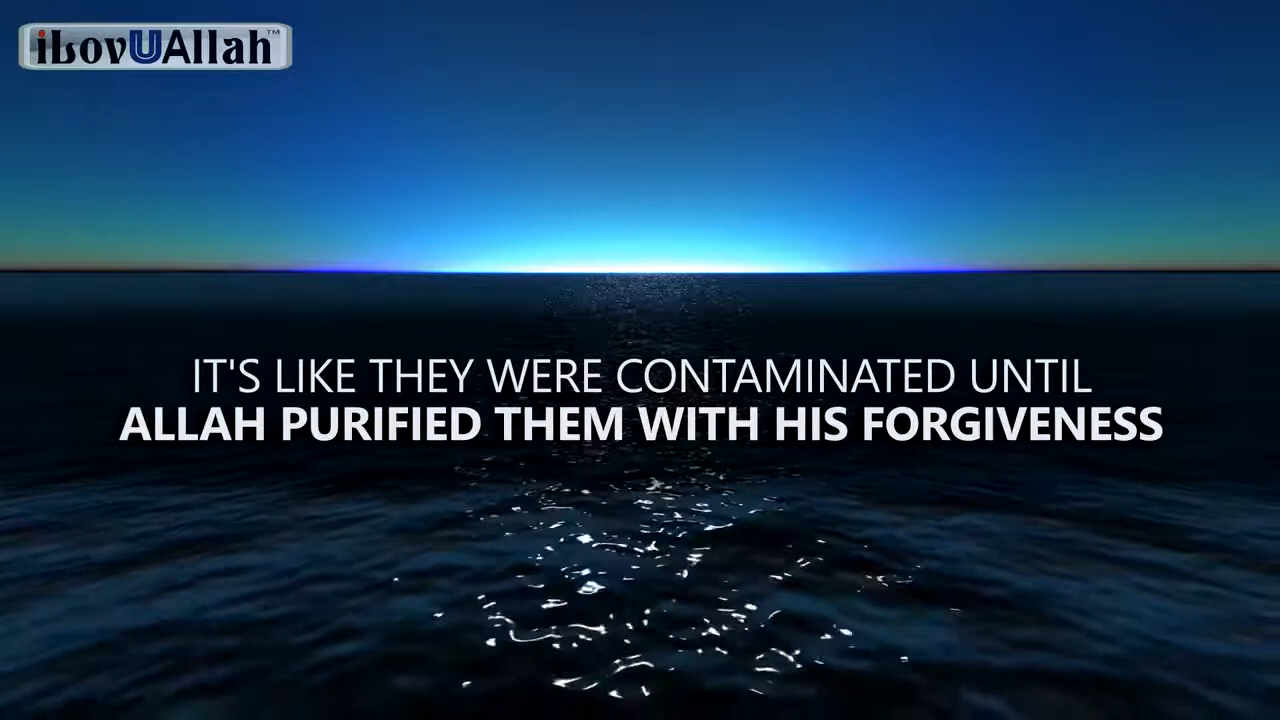 iLovUAllah™
IT'S LIKE THEY WERE CONTAMINATED UNTIL
ALLAH PURIFIED THEM WITH HIS FORGIVENESS